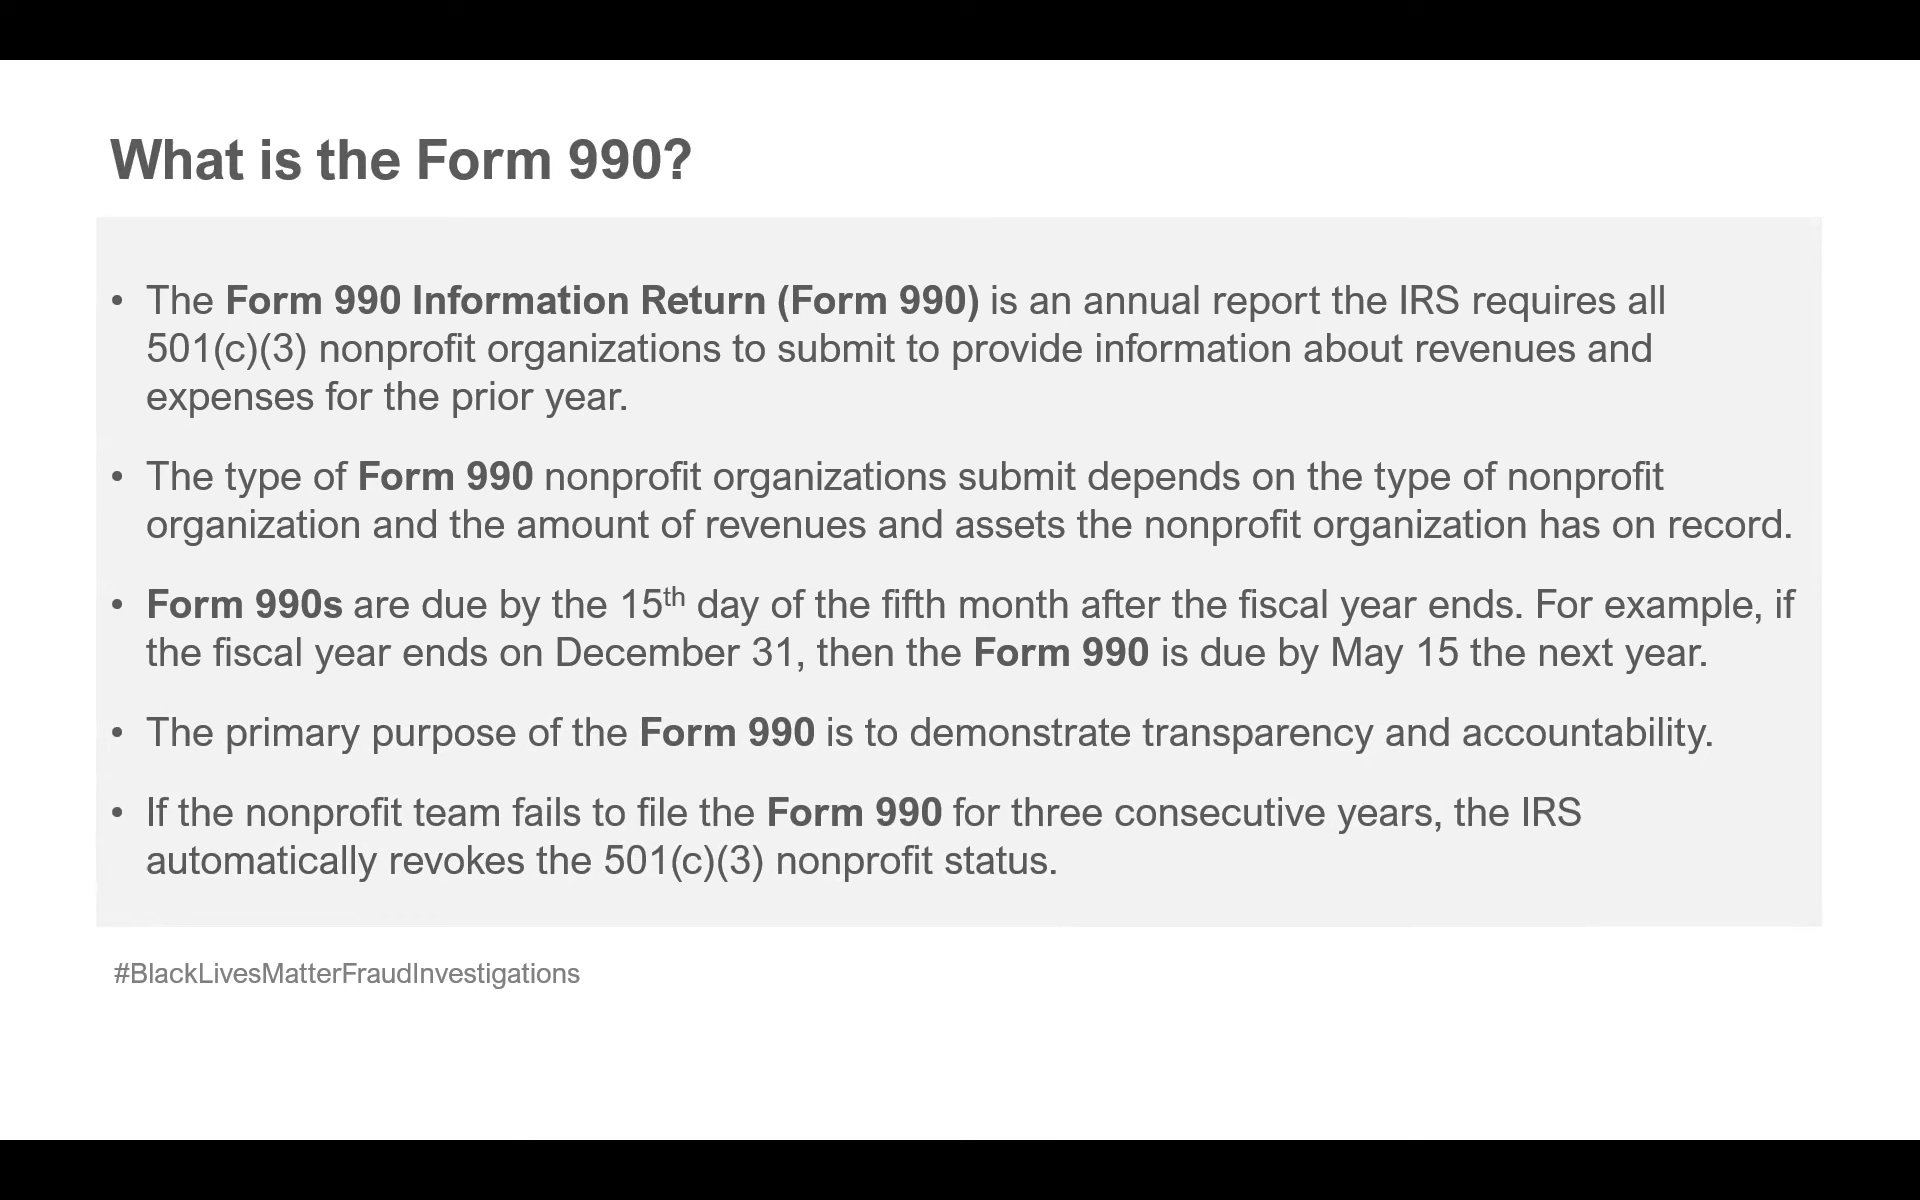 What is the Form 990?
• The Form 990 Information Return (Form 990) is an annual report the IRS requires all
501(c)(3) nonprofit organizations to submit to provide information about revenues and
expenses for the prior year.
• The type of Form 990 nonprofit organizations submit depends on the type of nonprofit
organization and the amount of revenues and assets the nonprofit organization has on record.
• Form 990s are due by the 15th day of the fifth month after the fiscal year ends. For example, if
the fiscal year ends on December 31, then the Form 990 is due by May 15 the next year.
• The primary purpose of the Form 990 is to demonstrate transparency and accountability.
• If the nonprofit team fails to file the Form 990 for three consecutive years, the IRS
automatically revokes the 501(c)(3) nonprofit status.
#BlackLivesMatterFraudInvestigations